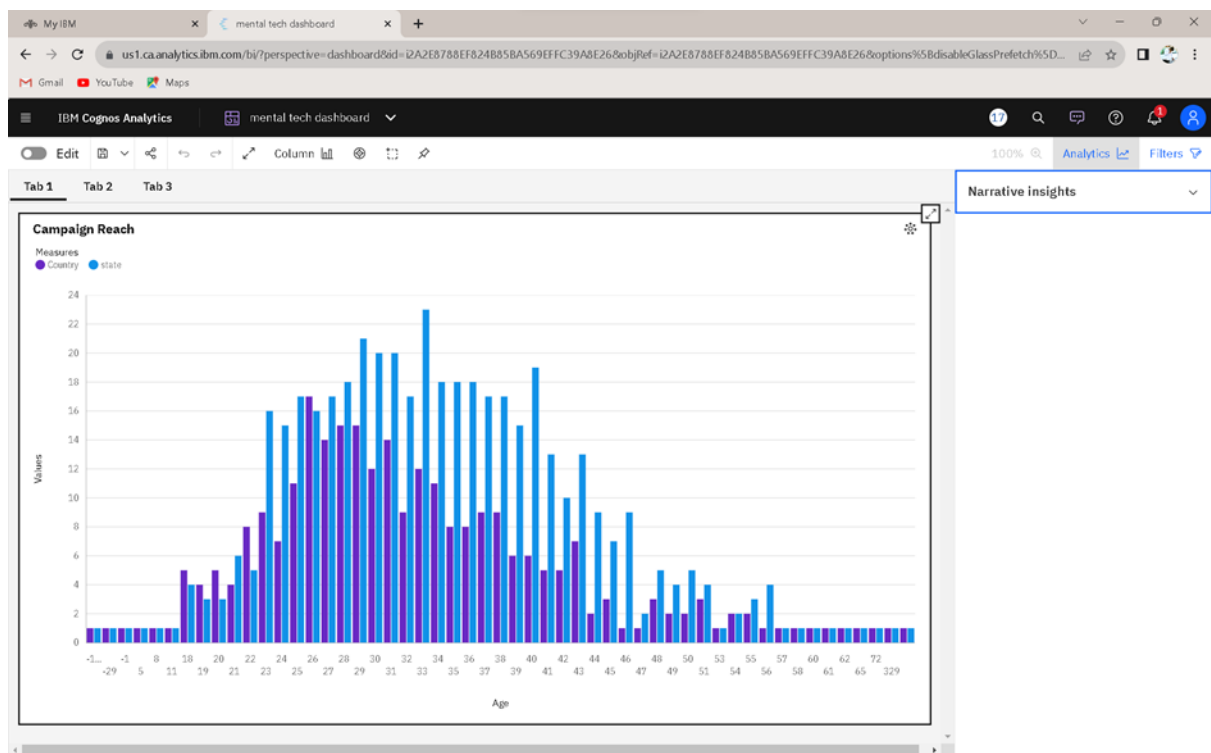 My IBM
mental tech dashboard
us1.ca.analytics.ibm.com/bi/?perspective=dashboard&id=i2A2E8788EF824B85BA569EFFC39A8E26&objRef=i2A2E8788EF824B85BA569EFFC39A8E26&options%5BdisableGlassPrefetch%5D...
Gmail YouTube Maps
IBM Cognos Analytics mental tech dashboard 17 1
Edit Column 100% Analytics Filters
Tab 1 Tab 2 Tab 3
Narrative insights
Campaign Reach
Measures
Country state
24
22
20
18
16
14
12
10
8
6
4
2
0
Values
-1... -1 8 18 20 22 24 26 28 30 32 34 36 38 40 42 44 46 48 50 53 55 57 60 62 72
-29 5 11 19 21 23 25 27 29 31 33 35 37 39 41 43 45 47 49 51 54 56 58 61 65 329
Age